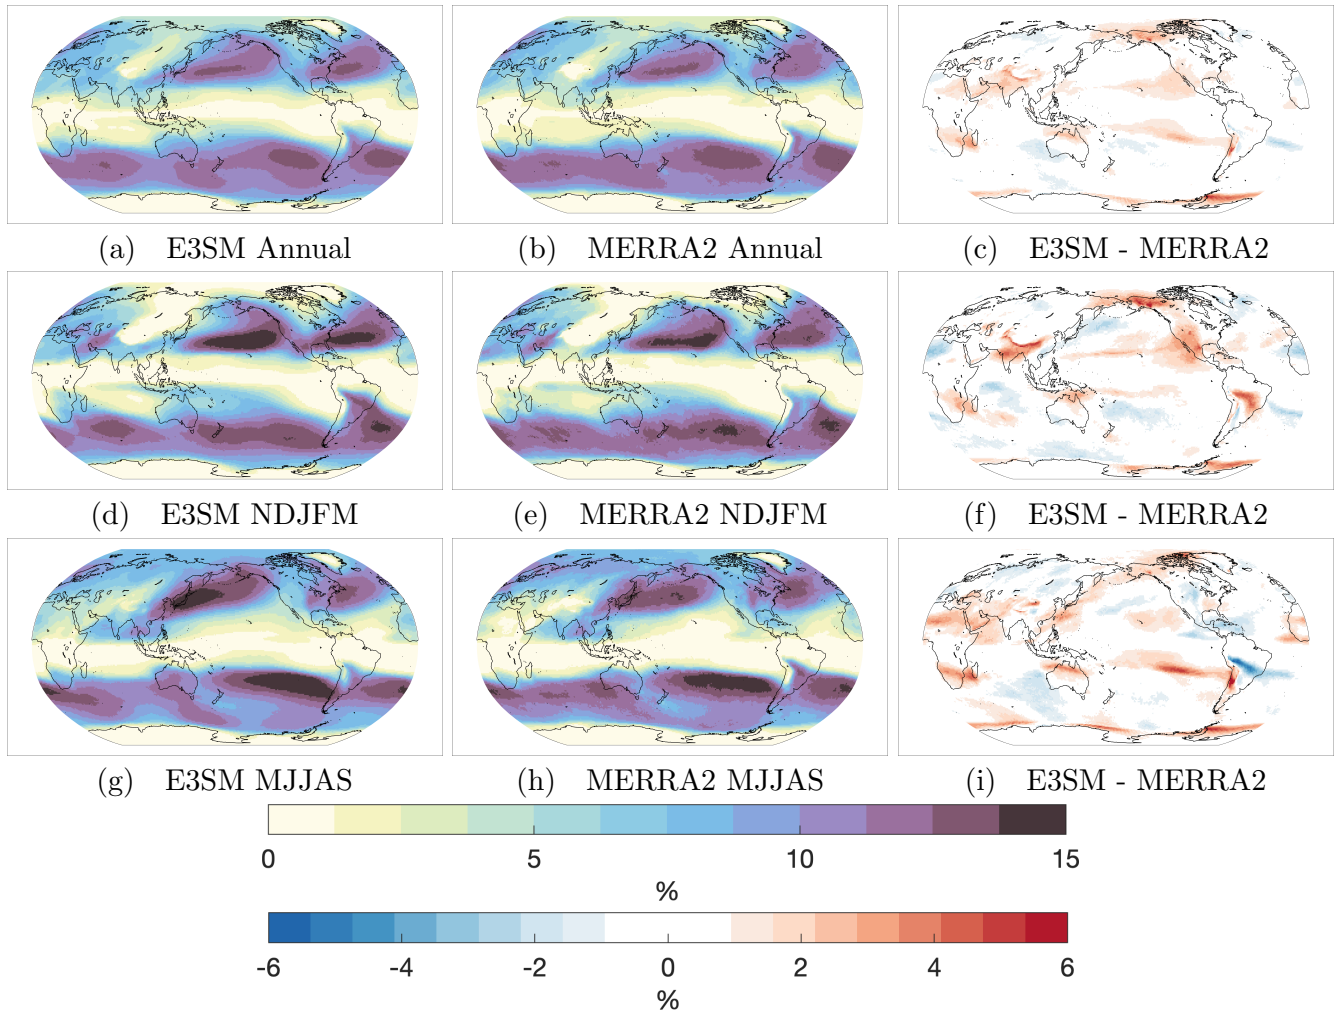 (a) E3SM Annual
(b) MERRA2 Annual
(c) E3SM - MERRA2
(d) E3SM NDJFM
(e) MERRA2 NDJFM
(f) E3SM - MERRA2
(g) E3SM MJJAS
(h) MERRA2 MJJAS
(i) E3SM - MERRA2
0 5 10 15
%
-6 -4 -2 0 2 4 6
%